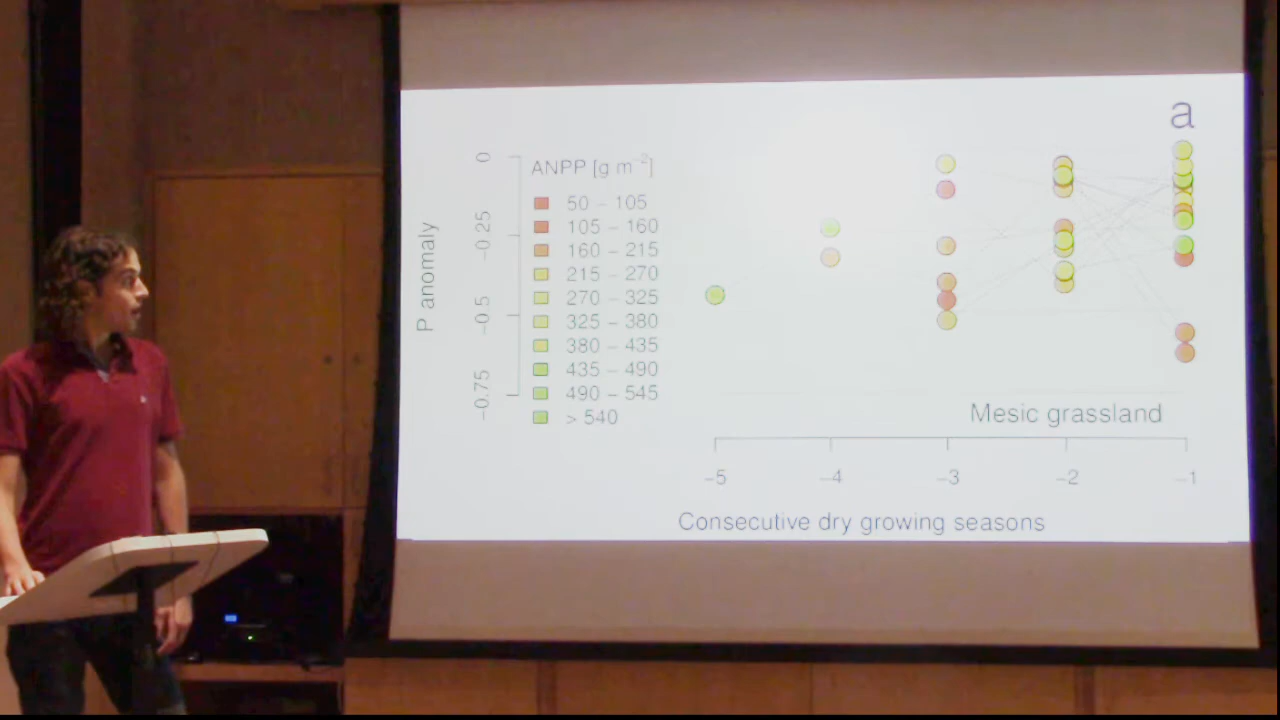 a
ANPP [g m⁻²]
50 – 105
105 – 160
160 – 215
215 – 270
270 – 325
325 – 380
380 – 435
435 – 490
490 – 545
> 540
P anomaly
0
−0.25
−0.5
−0.75
Mesic grassland
−5 −4 −3 −2 −1
Consecutive dry growing seasons